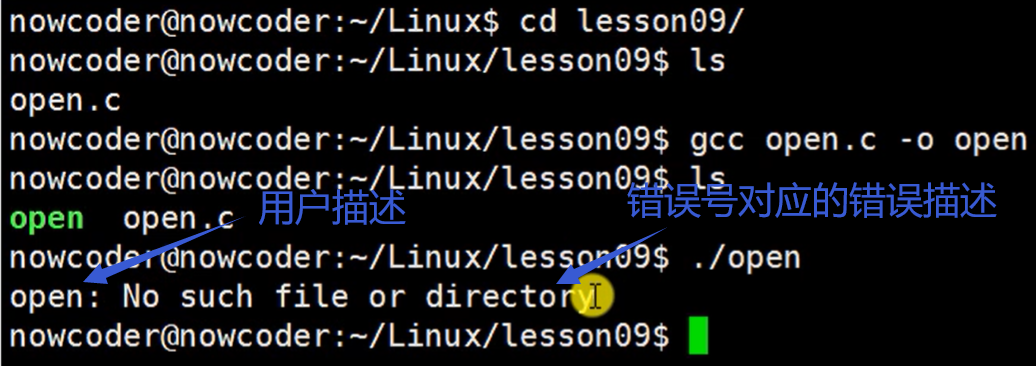 nowcoder@nowcoder:~/Linux$ cd lesson09/
nowcoder@nowcoder:~/Linux/lesson09$ ls
open.c
nowcoder@nowcoder:~/Linux/lesson09$ gcc open.c -o open
nowcoder@nowcoder:~/Linux/lesson09$ ls
用户描述
错误号对应的错误描述
open open.c
nowcoder@nowcoder:~/Linux/lesson09$ ./open
open: No such file or directory
nowcoder@nowcoder:~/Linux/lesson09$